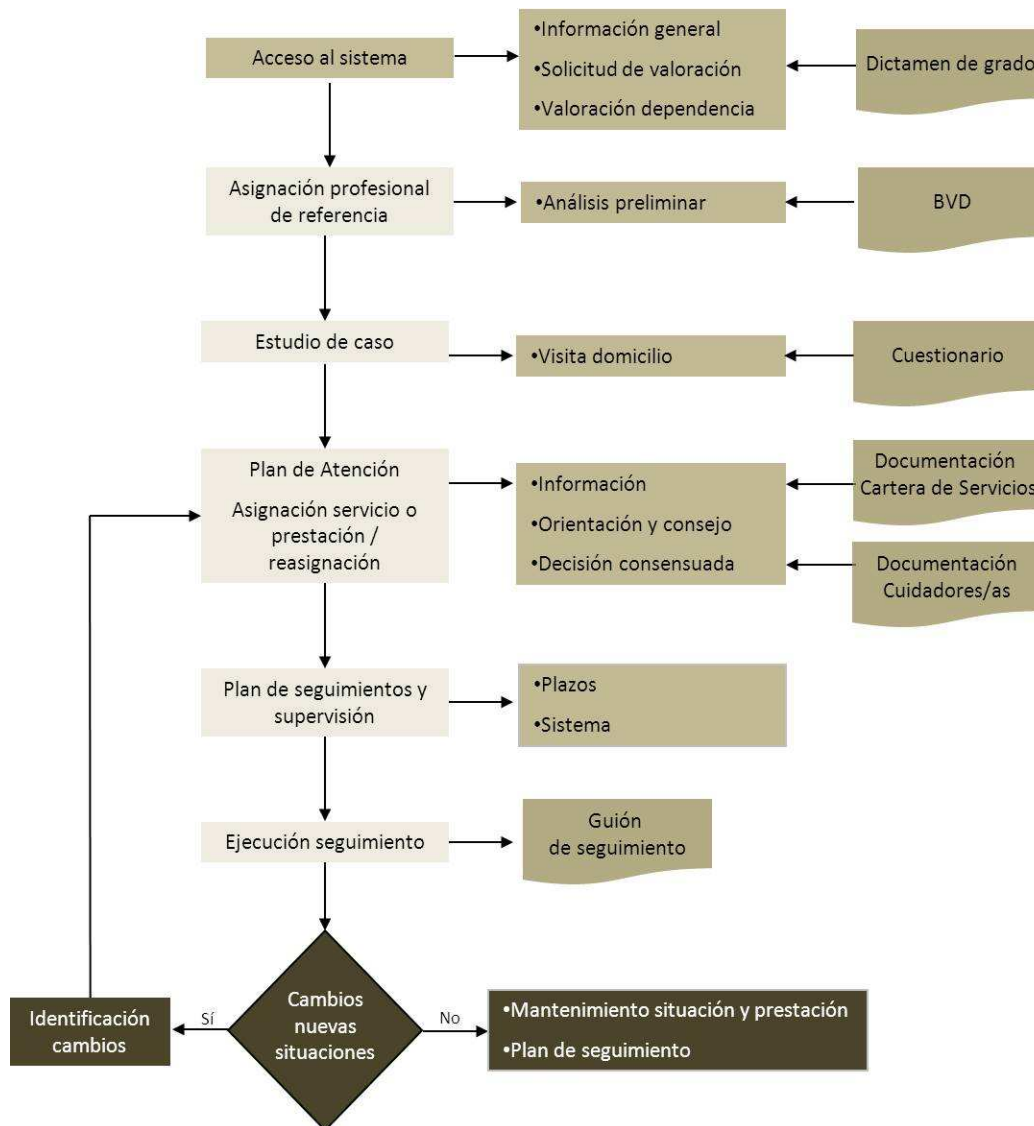 Acceso al sistema
•Información general
•Solicitud de valoración
•Valoración dependencia
Dictamen de grado
Asignación profesional
de referencia
•Análisis preliminar
BVD
Estudio de caso
•Visita domicilio
Cuestionario
Plan de Atención
Asignación servicio o
prestación /
reasignación
•Información
•Orientación y consejo
•Decisión consensuada
Documentación
Cartera de Servicios
Documentación
Cuidadores/as
Plan de seguimientos y
supervisión
•Plazos
•Sistema
Ejecución seguimiento
Guión
de seguimiento
Identificación
cambios
Sí
Cambios
nuevas
situaciones
No
•Mantenimiento situación y prestación
•Plan de seguimiento